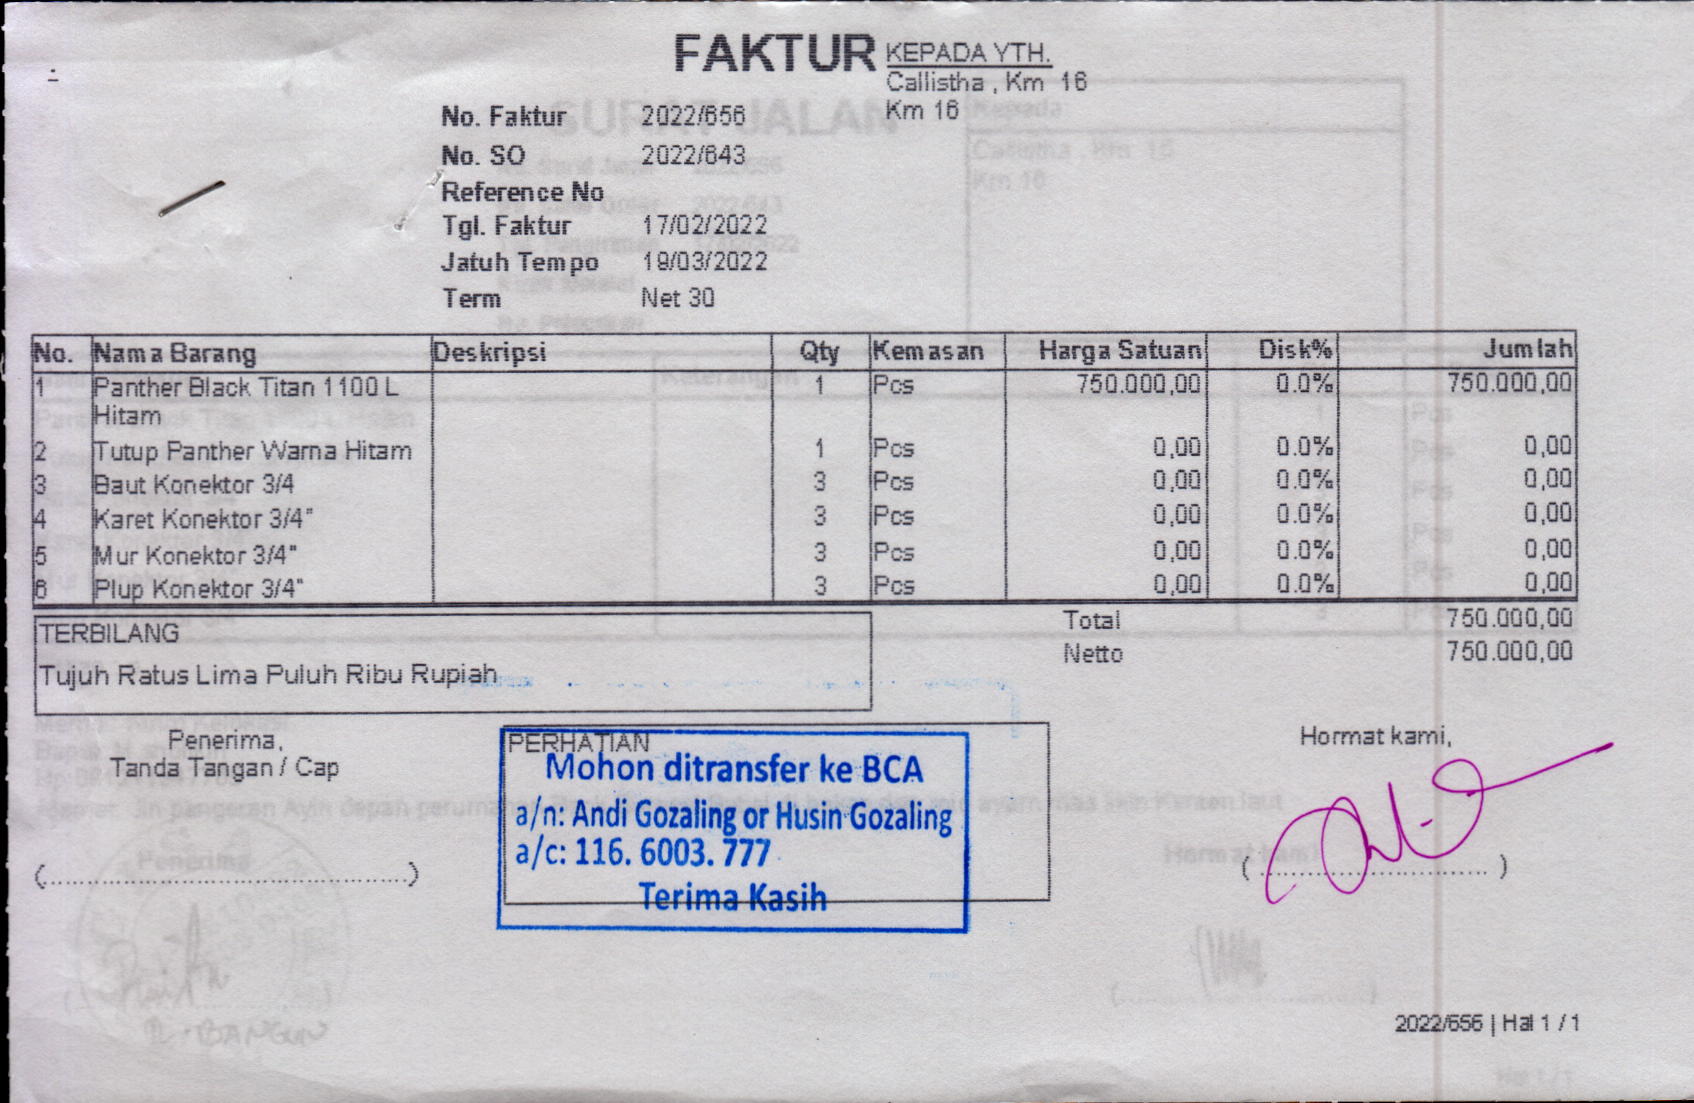 FAKTUR
KEPADA YTH.
Callistha , Km 16
Km 16
No. Faktur 2022/656
No. SO 2022/643
Reference No
Tgl. Faktur 17/02/2022
Jatuh Tempo 19/03/2022
Term Net 30
No. Nama Barang Deskripsi Qty Kemasan Harga Satuan Disk% Jumlah
1 Panther Black Titan 1100 L 1 Pcs 750.000,00 0.0% 750.000,00
Hitam
2 Tutup Panther Warna Hitam 1 Pcs 0,00 0.0% 0,00
3 Baut Konektor 3/4 3 Pcs 0,00 0.0% 0,00
4 Karet Konektor 3/4" 3 Pcs 0,00 0.0% 0,00
5 Mur Konektor 3/4" 3 Pcs 0,00 0.0% 0,00
6 Plup Konektor 3/4" 3 Pcs 0,00 0.0% 0,00
Total 750.000,00
Netto 750.000,00
TERBILANG
Tujuh Ratus Lima Puluh Ribu Rupiah
Penerima,
Tanda Tangan / Cap
(..........................................)
PERHATIAN
Mohon ditransfer ke BCA
a/n: Andi Gozaling or Husin Gozaling
a/c: 116. 6003. 777
Terima Kasih
Hormat kami,
( ................................ )
2022/656 | Hal 1 / 1